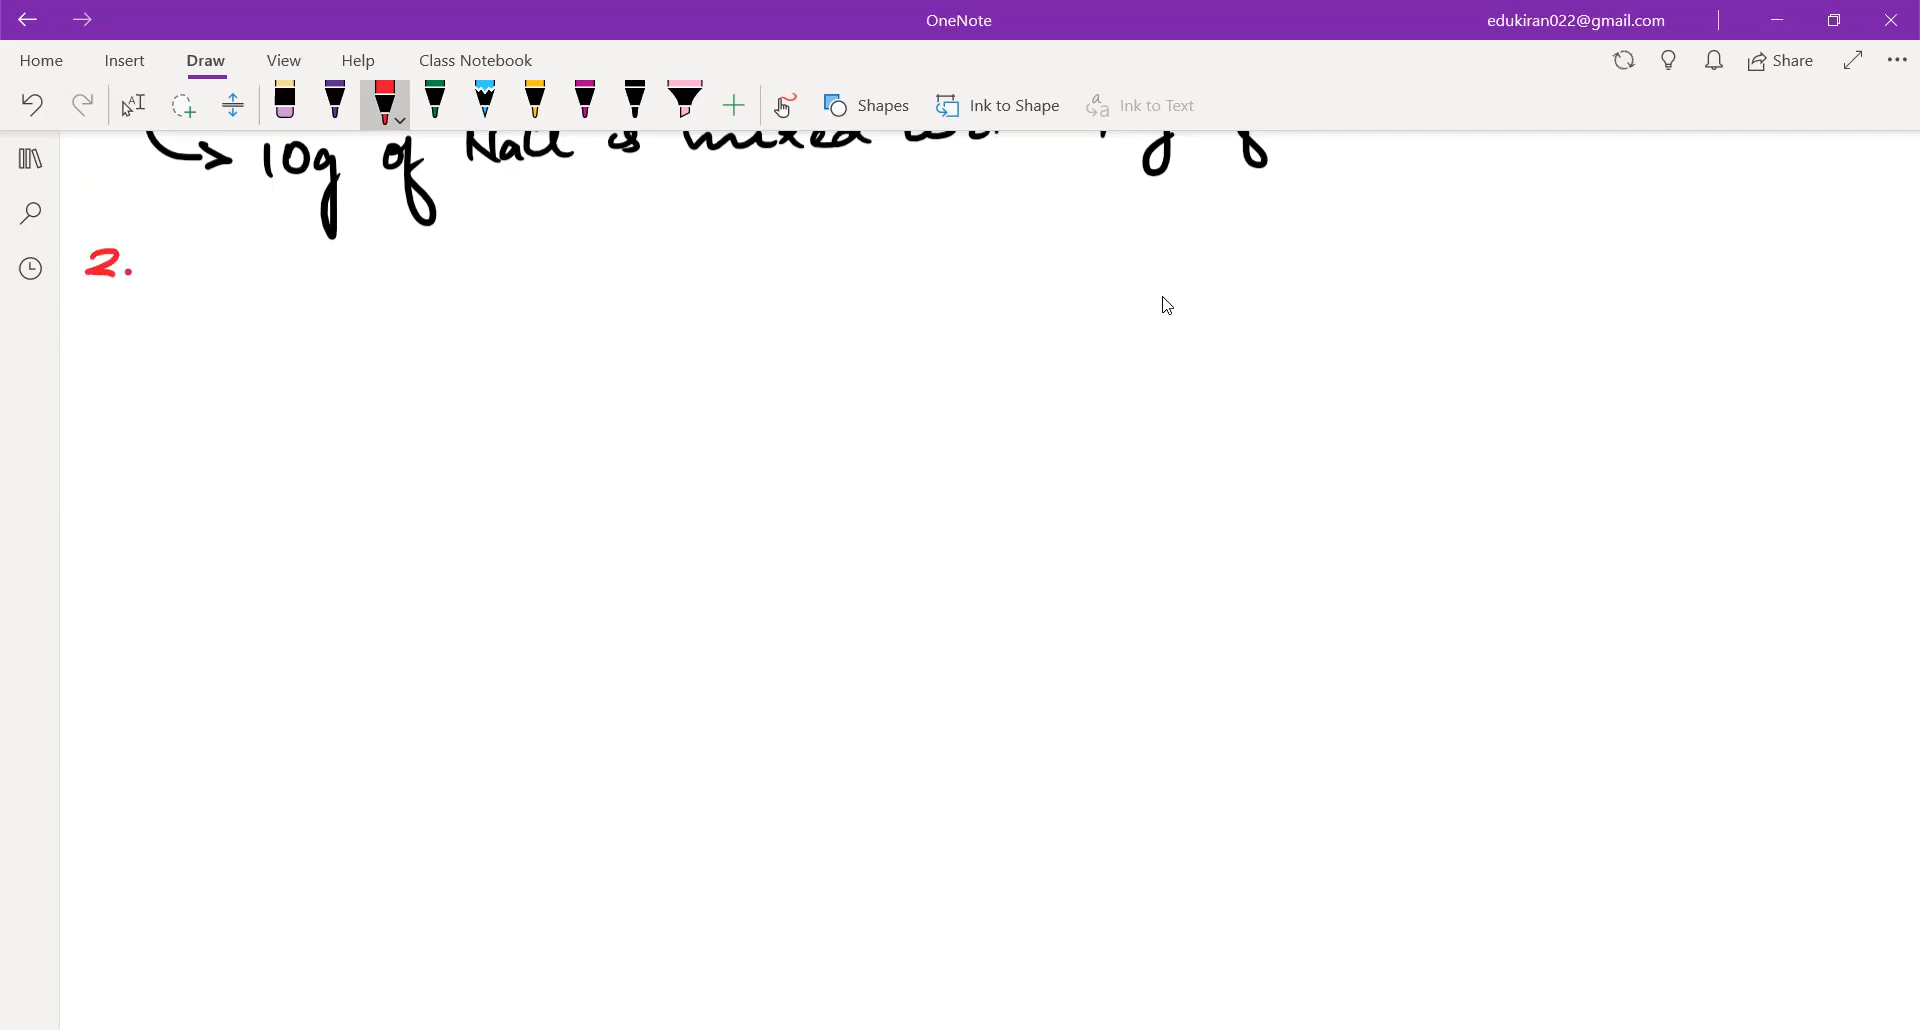 OneNote
edukiran022@gmail.com
Home Insert Draw View Help Class Notebook Share
Shapes Ink to Shape Ink to Text
10g of NaCl is mixed
2.